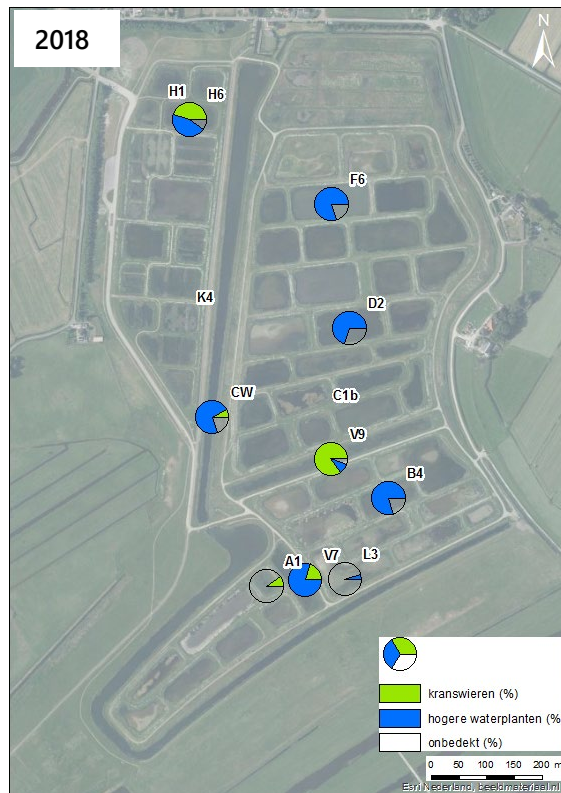 2018
N
H1
H6
F6
K4
D2
CW
C1b
V9
B4
A1
V7
L3
kranswieren (%)
hogere waterplanten (%
onbedekt (%)
0 50 100 150 200 m
Esri Nederland, beeldmateriaal.nl